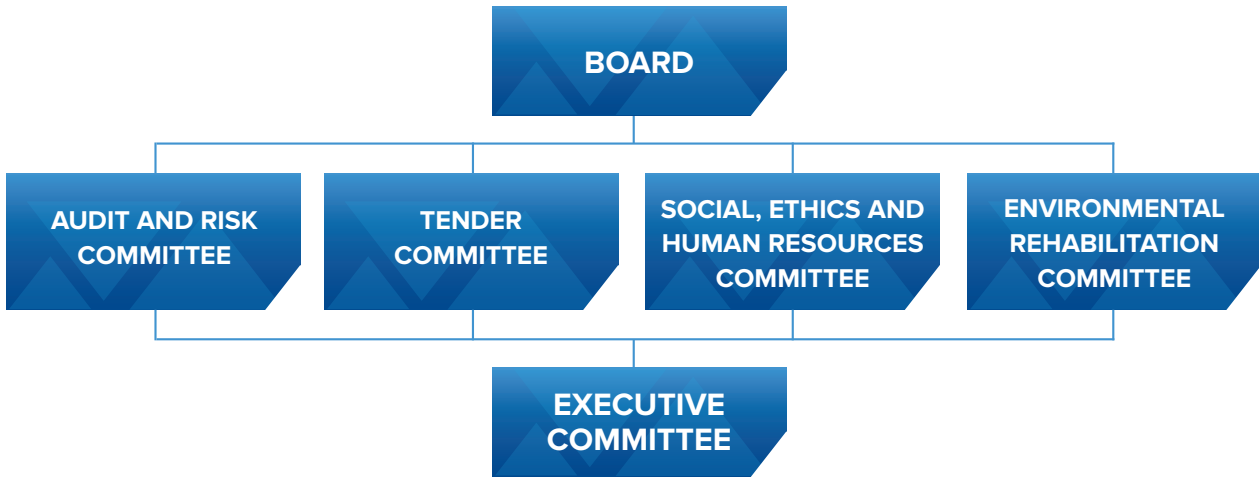 BOARD
AUDIT AND RISK
COMMITTEE
TENDER
COMMITTEE
SOCIAL, ETHICS AND
HUMAN RESOURCES
COMMITTEE
ENVIRONMENTAL
REHABILITATION
COMMITTEE
EXECUTIVE
COMMITTEE